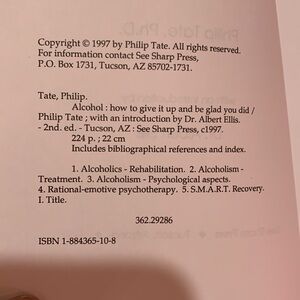 Copyright © 1997 by Philip Tate. All rights reserved.
For information contact See Sharp Press,
P.O. Box 1731, Tucson, AZ 85702-1731.
Tate, Philip.
Alcohol : how to give it up and be glad you did /
Philip Tate ; with an introduction by Dr. Albert Ellis.
- 2nd. ed. - Tucson, AZ : See Sharp Press, c1997.
224 p. ; 22 cm
Includes bibliographical references and index.
1. Alcoholics - Rehabilitation. 2. Alcoholism -
Treatment. 3. Alcoholism - Psychological aspects.
4. Rational-emotive psychotherapy. 5. S.M.A.R.T. Recovery.
I. Title.
362.29286
ISBN 1-884365-10-8